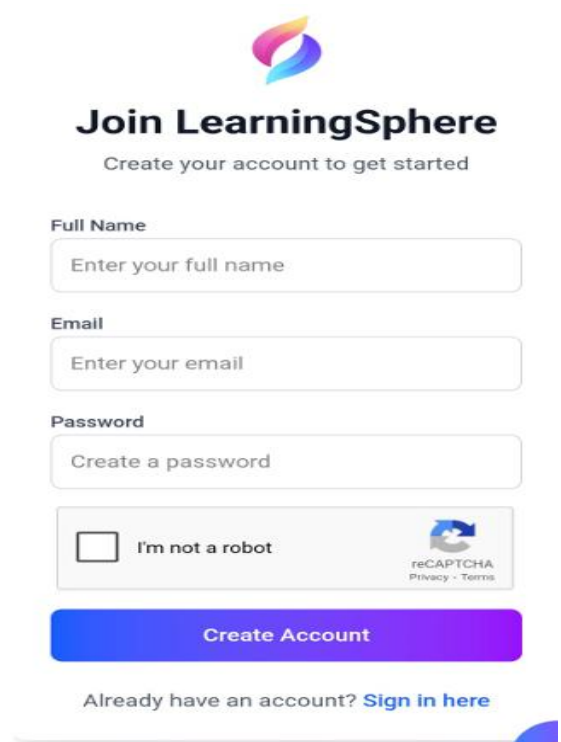 Join LearningSphere
Create your account to get started
Full Name
Enter your full name
Email
Enter your email
Password
Create a password
I'm not a robot
reCAPTCHA
Privacy - Terms
Create Account
Already have an account? Sign in here